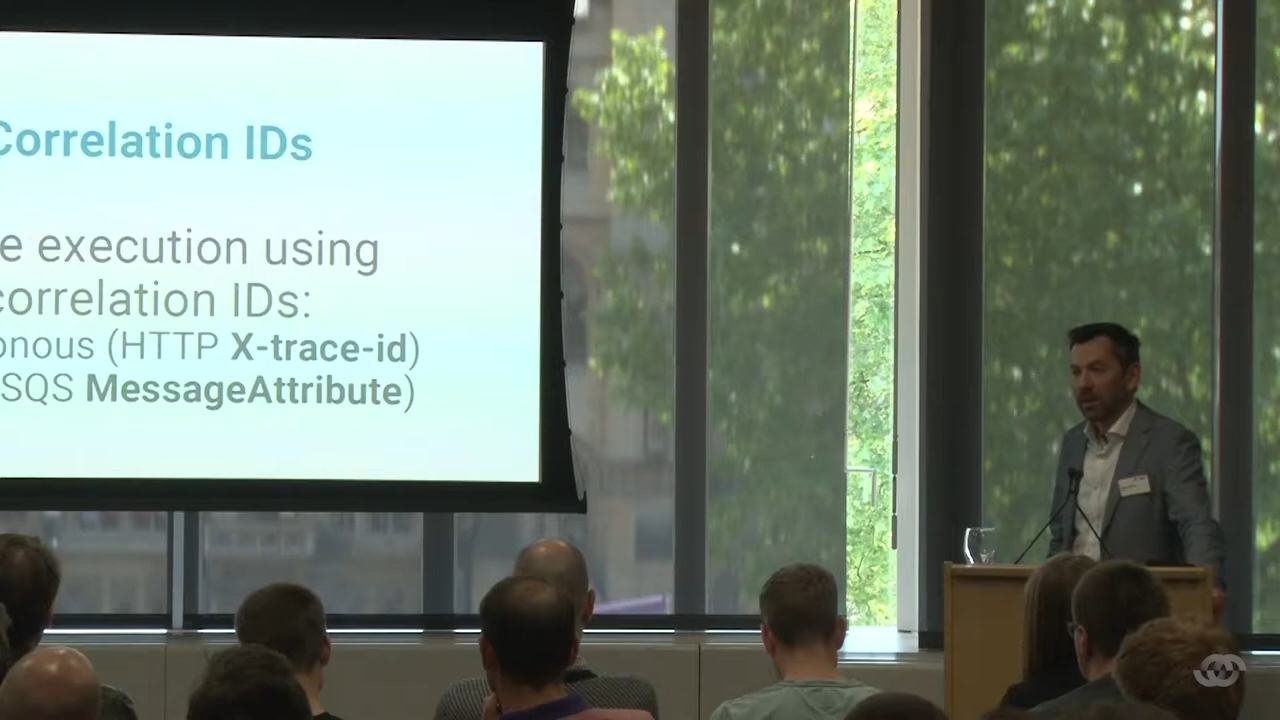 Correlation IDs
e execution using
correlation IDs:
onous (HTTP X-trace-id)
SQS MessageAttribute)